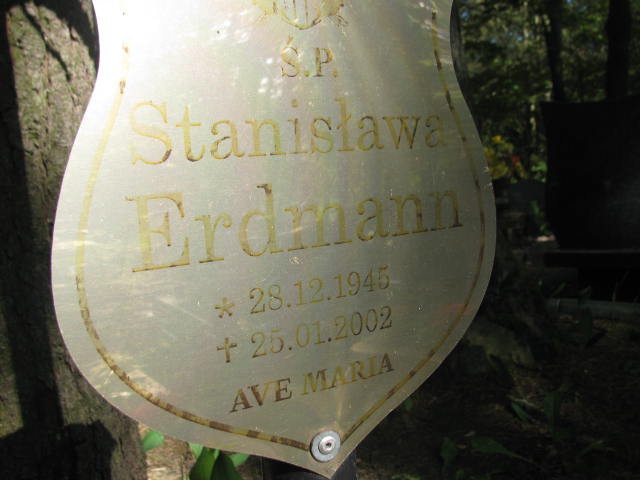 Ś.P.
Stanisława
Erdmann
* 28.12.1945
✝ 25.01.2002
AVE MARIA